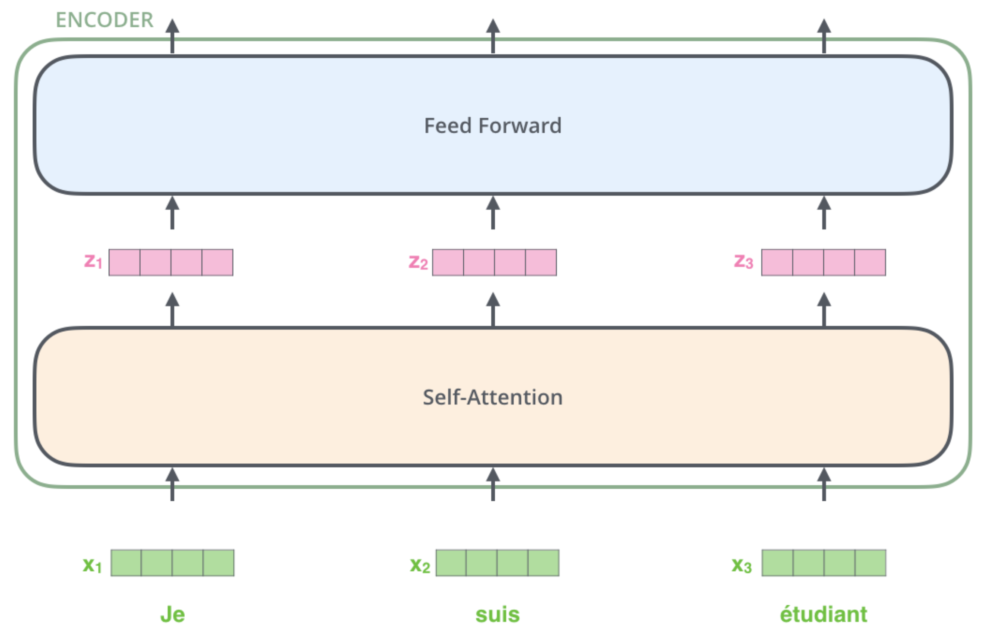 ENCODER
Feed Forward
z1 z2 z3
Self-Attention
x1 x2 x3
Je suis étudiant